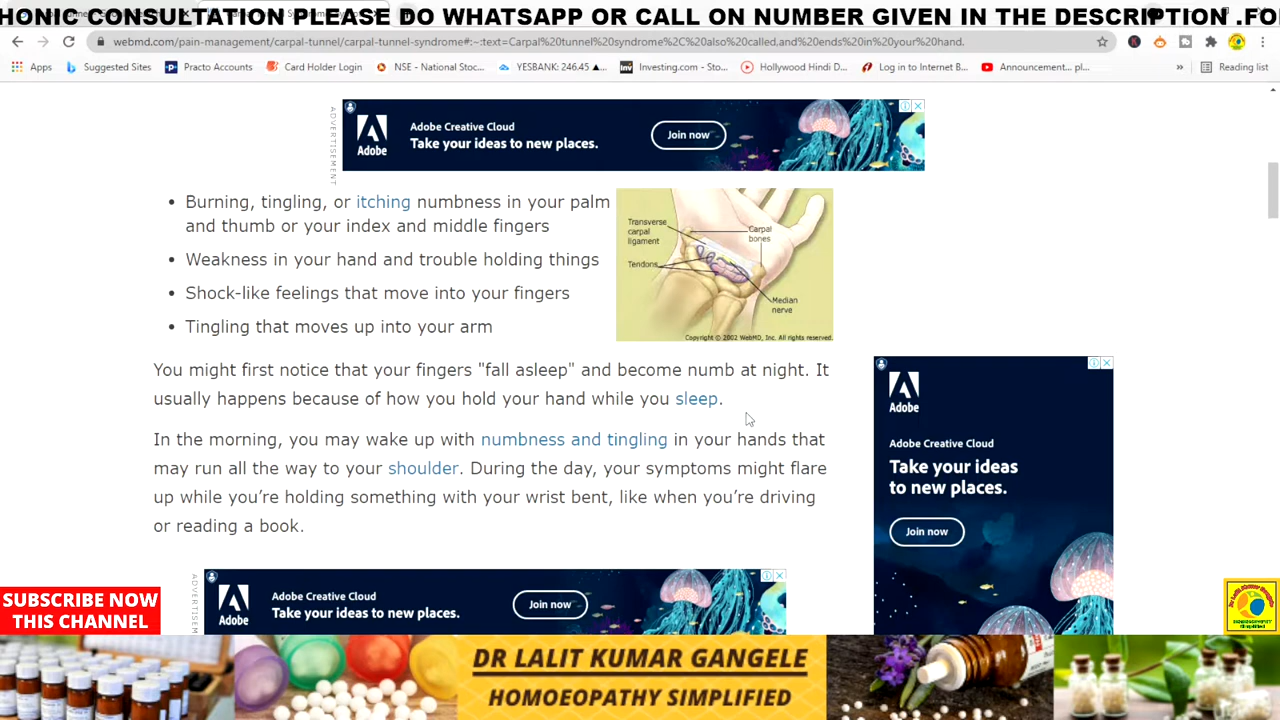 HONIC CONSULTATION PLEASE DO WHATSAPP OR CALL ON NUMBER GIVEN IN THE DESCRIPTION .FO
webmd.com/pain-management/carpal-tunnel/carpal-tunnel-syndrome#:~:text=Carpal%20tunnel%20syndrome%2C%20also%20called,and%20ends%20in%20your%20hand.
Apps Suggested Sites Practo Accounts Card Holder Login NSE - National Stoc... YESBANK: 246.45 ▲... Investing.com - Sto... Hollywood Hindi D... Log in to Internet B... Announcement... pl... » Reading list
ADVERTISEMENT
Adobe
Adobe Creative Cloud
Take your ideas to new places.
Join now
• Burning, tingling, or itching numbness in your palm
and thumb or your index and middle fingers
• Weakness in your hand and trouble holding things
• Shock-like feelings that move into your fingers
• Tingling that moves up into your arm
Transverse
carpal
ligament
Carpal
bones
Tendons
Median
nerve
Copyright © 2002 WebMD, Inc. All rights reserved.
You might first notice that your fingers "fall asleep" and become numb at night. It
usually happens because of how you hold your hand while you sleep.
In the morning, you may wake up with numbness and tingling in your hands that
may run all the way to your shoulder. During the day, your symptoms might flare
up while you’re holding something with your wrist bent, like when you’re driving
or reading a book.
Adobe
Adobe Creative Cloud
Take your ideas
to new places.
Join now
Adobe
Adobe Creative Cloud
Take your ideas to new places.
Join now
SUBSCRIBE NOW
THIS CHANNEL
DR LALIT KUMAR GANGELE
HOMOEOPATHY SIMPLIFIED